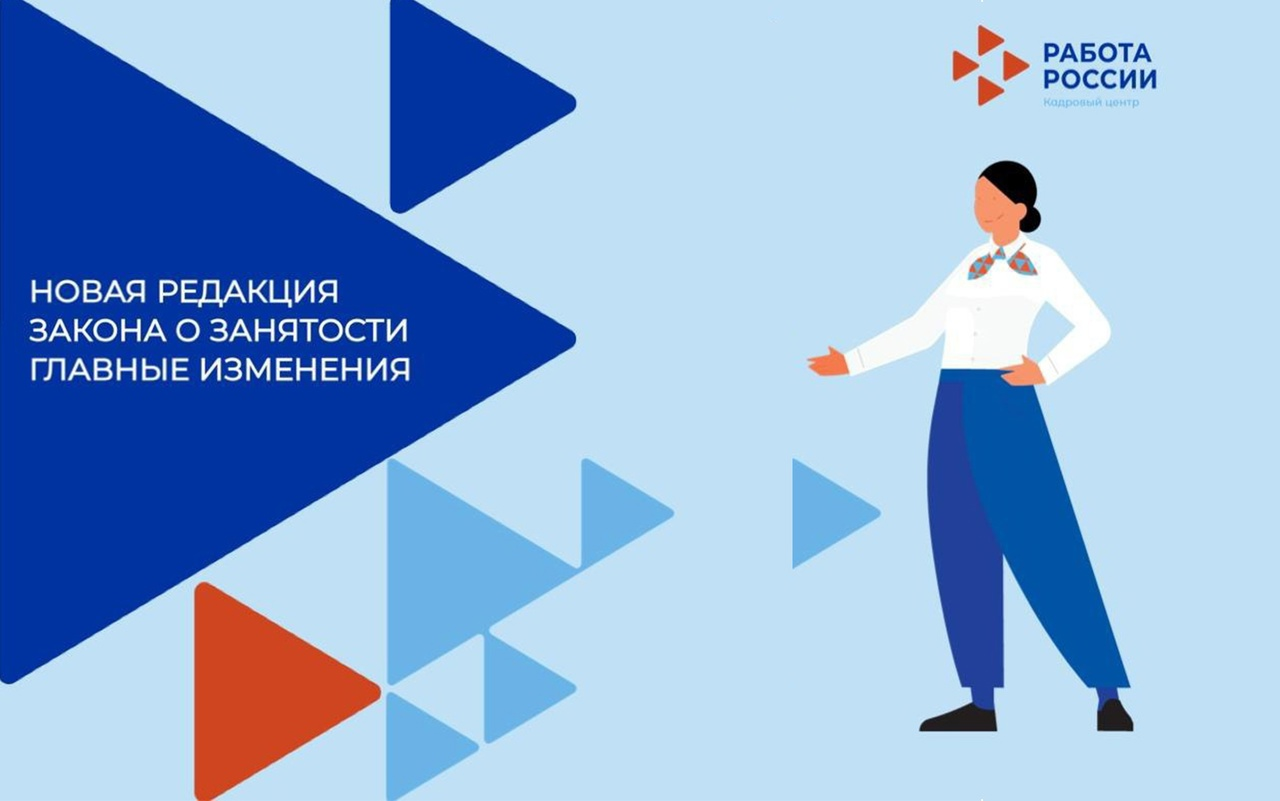 НОВАЯ РЕДАКЦИЯ
ЗАКОНА О ЗАНЯТОСТИ
ГЛАВНЫЕ ИЗМЕНЕНИЯ
РАБОТА
РОССИИ
Кадровый центр